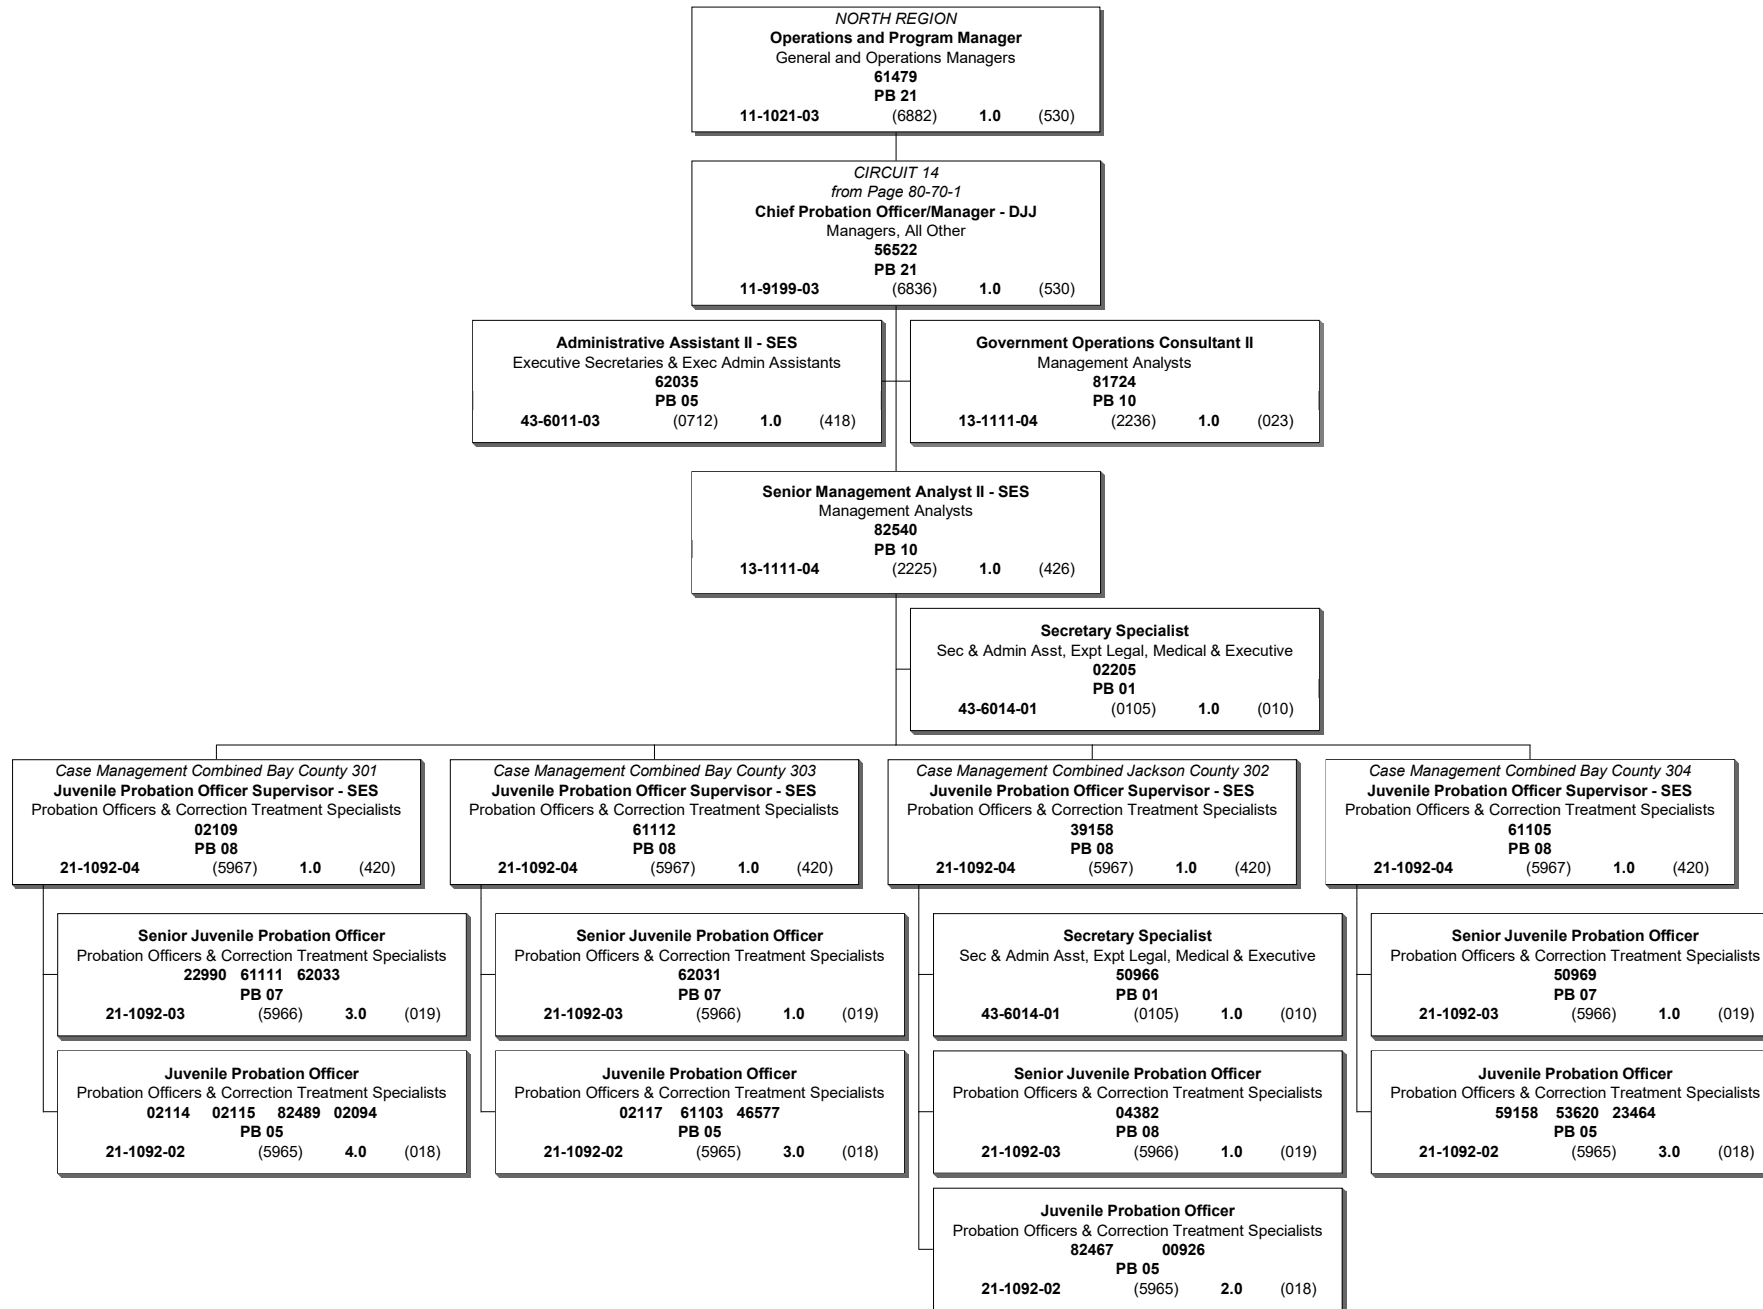 NORTH REGION
Operations and Program Manager
General and Operations Managers
61479
PB 21
11-1021-03 (6882) 1.0 (530)
CIRCUIT 14
from Page 80-70-1
Chief Probation Officer/Manager - DJJ
Managers, All Other
56522
PB 21
11-9199-03 (6836) 1.0 (530)
Administrative Assistant II - SES
Executive Secretaries & Exec Admin Assistants
62035
PB 05
43-6011-03 (0712) 1.0 (418)
Government Operations Consultant II
Management Analysts
81724
PB 10
13-1111-04 (2236) 1.0 (023)
Senior Management Analyst II - SES
Management Analysts
82540
PB 10
13-1111-04 (2225) 1.0 (426)
Secretary Specialist
Sec & Admin Asst, Expt Legal, Medical & Executive
02205
PB 01
43-6014-01 (0105) 1.0 (010)
Case Management Combined Bay County 301
Juvenile Probation Officer Supervisor - SES
Probation Officers & Correction Treatment Specialists
02109
PB 08
21-1092-04 (5967) 1.0 (420)
Senior Juvenile Probation Officer
Probation Officers & Correction Treatment Specialists
22990 61111 62033
PB 07
21-1092-03 (5966) 3.0 (019)
Juvenile Probation Officer
Probation Officers & Correction Treatment Specialists
02114 02115 82489 02094
PB 05
21-1092-02 (5965) 4.0 (018)
Case Management Combined Bay County 303
Juvenile Probation Officer Supervisor - SES
Probation Officers & Correction Treatment Specialists
61112
PB 08
21-1092-04 (5967) 1.0 (420)
Senior Juvenile Probation Officer
Probation Officers & Correction Treatment Specialists
62031
PB 07
21-1092-03 (5966) 1.0 (019)
Juvenile Probation Officer
Probation Officers & Correction Treatment Specialists
02117 61103 46577
PB 05
21-1092-02 (5965) 3.0 (018)
Case Management Combined Jackson County 302
Juvenile Probation Officer Supervisor - SES
Probation Officers & Correction Treatment Specialists
39158
PB 08
21-1092-04 (5967) 1.0 (420)
Secretary Specialist
Sec & Admin Asst, Expt Legal, Medical & Executive
50966
PB 01
43-6014-01 (0105) 1.0 (010)
Senior Juvenile Probation Officer
Probation Officers & Correction Treatment Specialists
04382
PB 08
21-1092-03 (5966) 1.0 (019)
Juvenile Probation Officer
Probation Officers & Correction Treatment Specialists
82467 00926
PB 05
21-1092-02 (5965) 2.0 (018)
Case Management Combined Bay County 304
Juvenile Probation Officer Supervisor - SES
Probation Officers & Correction Treatment Specialists
61105
PB 08
21-1092-04 (5967) 1.0 (420)
Senior Juvenile Probation Officer
Probation Officers & Correction Treatment Specialists
50969
PB 07
21-1092-03 (5966) 1.0 (019)
Juvenile Probation Officer
Probation Officers & Correction Treatment Specialists
59158 53620 23464
PB 05
21-1092-02 (5965) 3.0 (018)